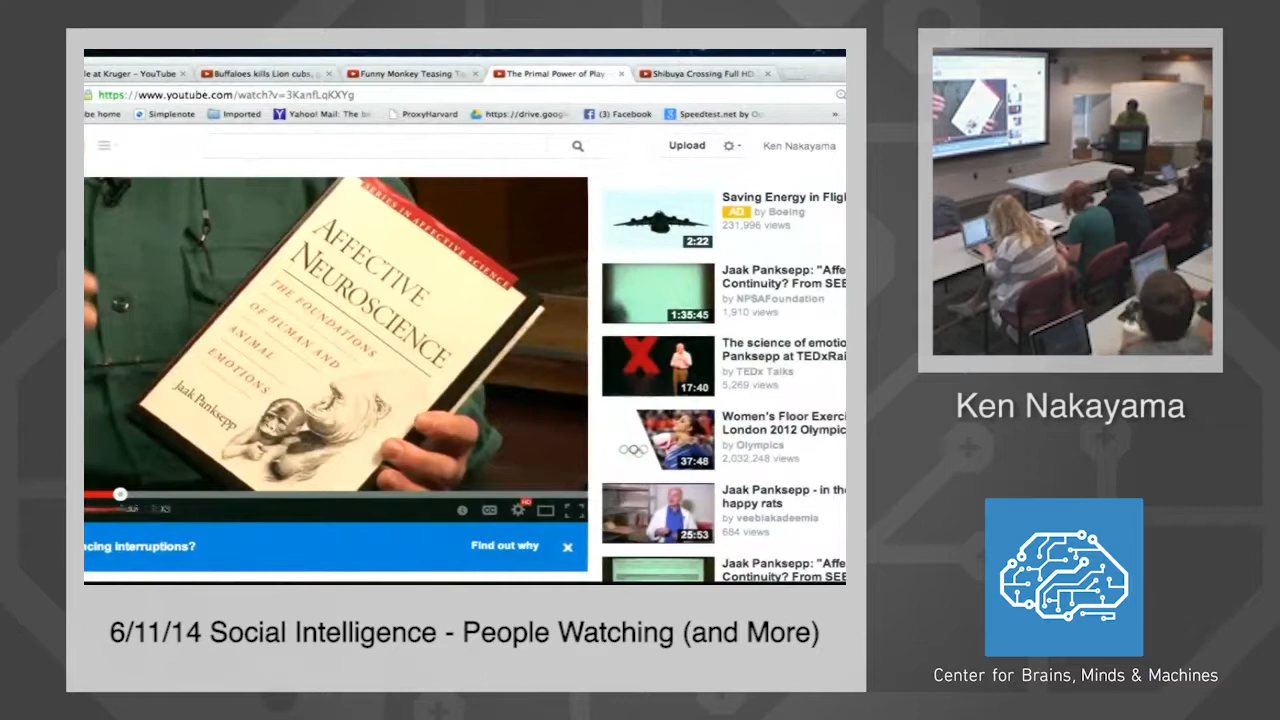 le at Kruger – YouTube ×
Buffaloes kills Lion cubs, ×
Funny Monkey Teasing T ×
The Primal Power of Play ×
Shibuya Crossing Full HD ×
https://www.youtube.com/watch?v=3KanfLqKXYg
be home
Simplenote
Imported
Yahoo! Mail: The b
ProxyHarvard
https://drive.goog
(3) Facebook
Speedtest.net by O
»
Upload
Ken Nakayama
SERIES IN AFFECTIVE SCIENCE
AFFECTIVE
NEUROSCIENCE
THE FOUNDATIONS
OF HUMAN AND
ANIMAL
EMOTIONS
Jaak Panksepp
CC
HD
ncing interruptions?
Find out why
×
Saving Energy in Fligh
AD by Boeing
231,996 views
2:22
Jaak Panksepp: "Affe
Continuity? From SEE
by NPSAFoundation
1,910 views
1:35:45
The science of emotio
Panksepp at TEDxRai
by TEDx Talks
5,269 views
17:40
Women's Floor Exerci
London 2012 Olympic
by Olympics
2,032,248 views
37:48
Jaak Panksepp - in the
happy rats
by veebiakadeemia
684 views
25:53
Jaak Panksepp: "Affe
Continuity? From SEE
6/11/14 Social Intelligence - People Watching (and More)
Ken Nakayama
Center for Brains, Minds & Machines